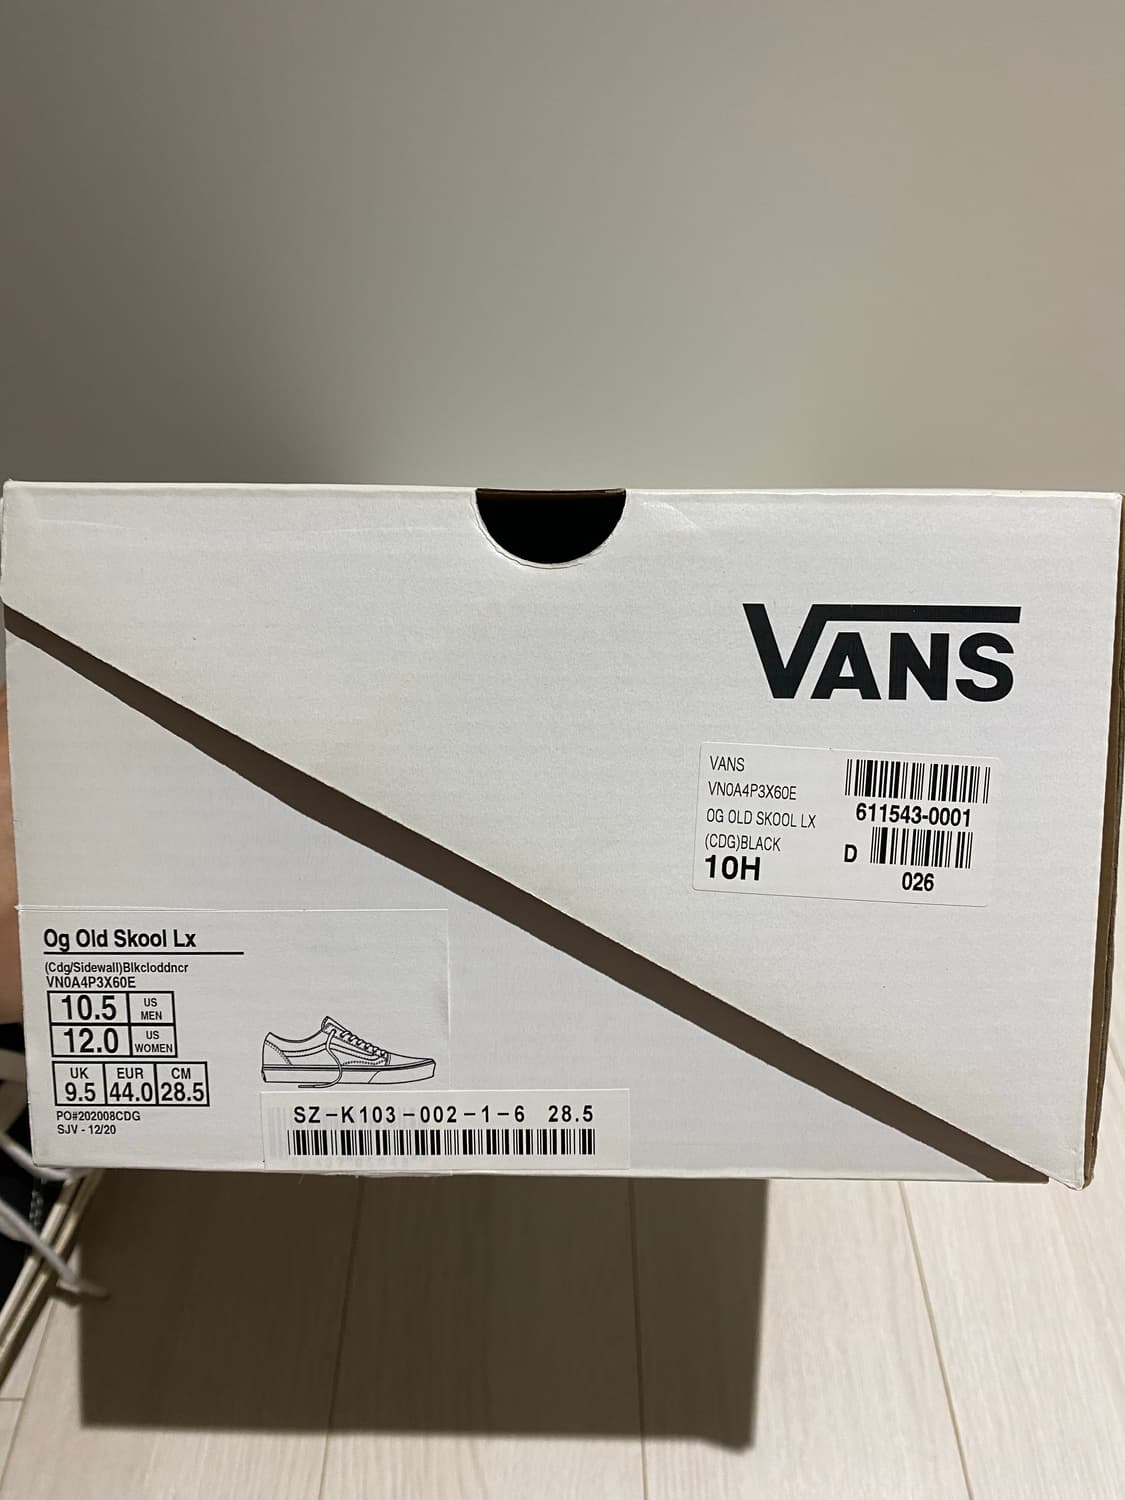 VANS
VANS
VN0A4P3X60E
OG OLD SKOOL LX
(CDG)BLACK
10H
611543-0001
D
026
Og Old Skool Lx
(Cdg/Sidewall)Blkcloddncr
VN0A4P3X60E
10.5 US MEN
12.0 US WOMEN
UK EUR CM
9.5 44.0 28.5
PO#202008CDG
SJV - 12/20
SZ-K103-002-1-6 28.5